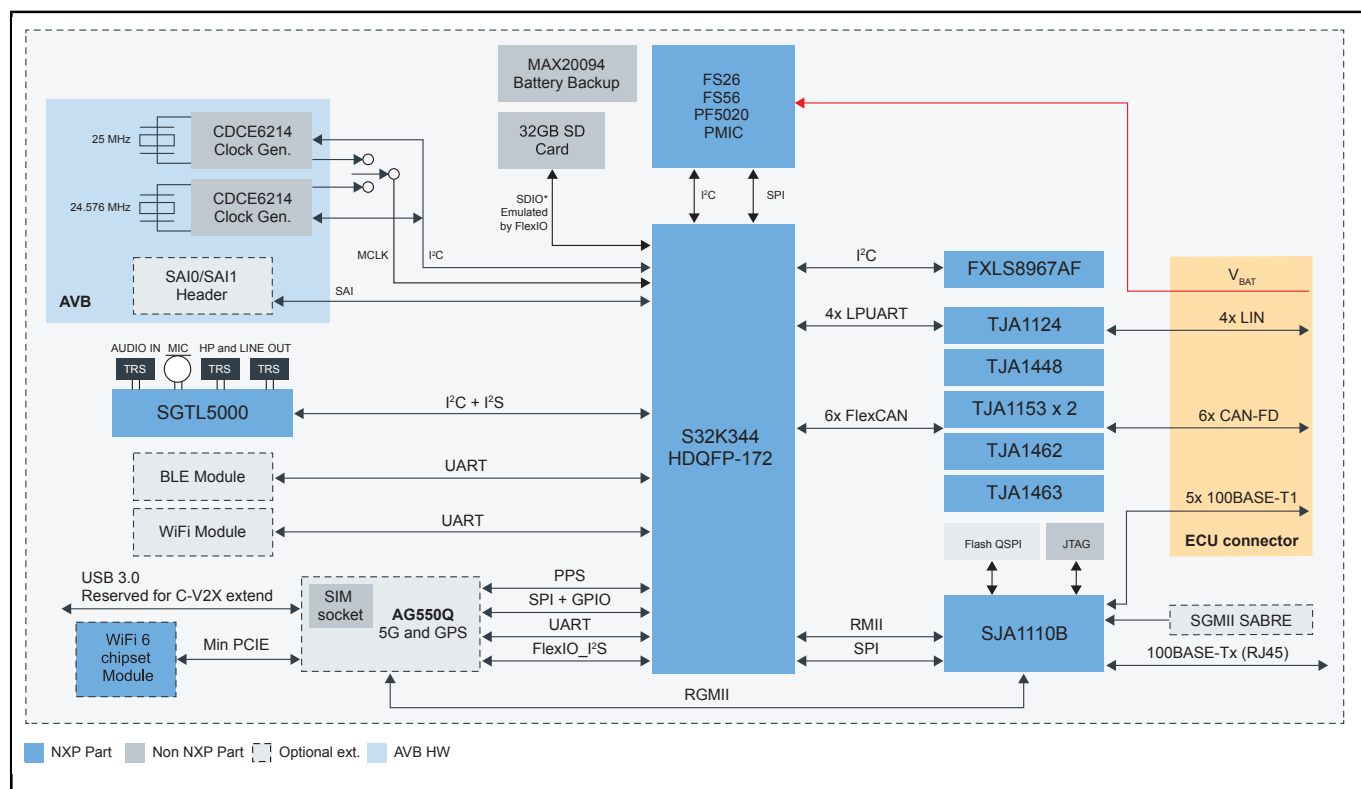 MAX20094
Battery Backup
FS26
FS56
PF5020
PMIC
25 MHz
CDCE6214
Clock Gen.
32GB SD
Card
24.576 MHz
CDCE6214
Clock Gen.
SDIO*
Emulated
by FlexIO
I²C
SPI
MCLK
I²C
SAI0/SAI1
Header
AVB
SAI
I²C
FXLS8967AF
V_BAT
4x LPUART
TJA1124
4x LIN
AUDIO IN
MIC
HP and LINE OUT
TRS
TRS
TRS
TJA1448
SGTL5000
I²C + I²S
S32K344
HDQFP-172
6x FlexCAN
TJA1153 x 2
6x CAN-FD
TJA1462
BLE Module
UART
TJA1463
5x 100BASE-T1
WiFi Module
UART
Flash QSPI
JTAG
ECU connector
USB 3.0
Reserved for C-V2X extend
SIM
socket
AG550Q
5G and GPS
PPS
SPI + GPIO
UART
FlexIO_I²S
RMII
SPI
SJA1110B
SGMII SABRE
100BASE-Tx (RJ45)
WiFi 6
chipset
Module
Min PCIE
RGMII
NXP Part
Non NXP Part
Optional ext.
AVB HW